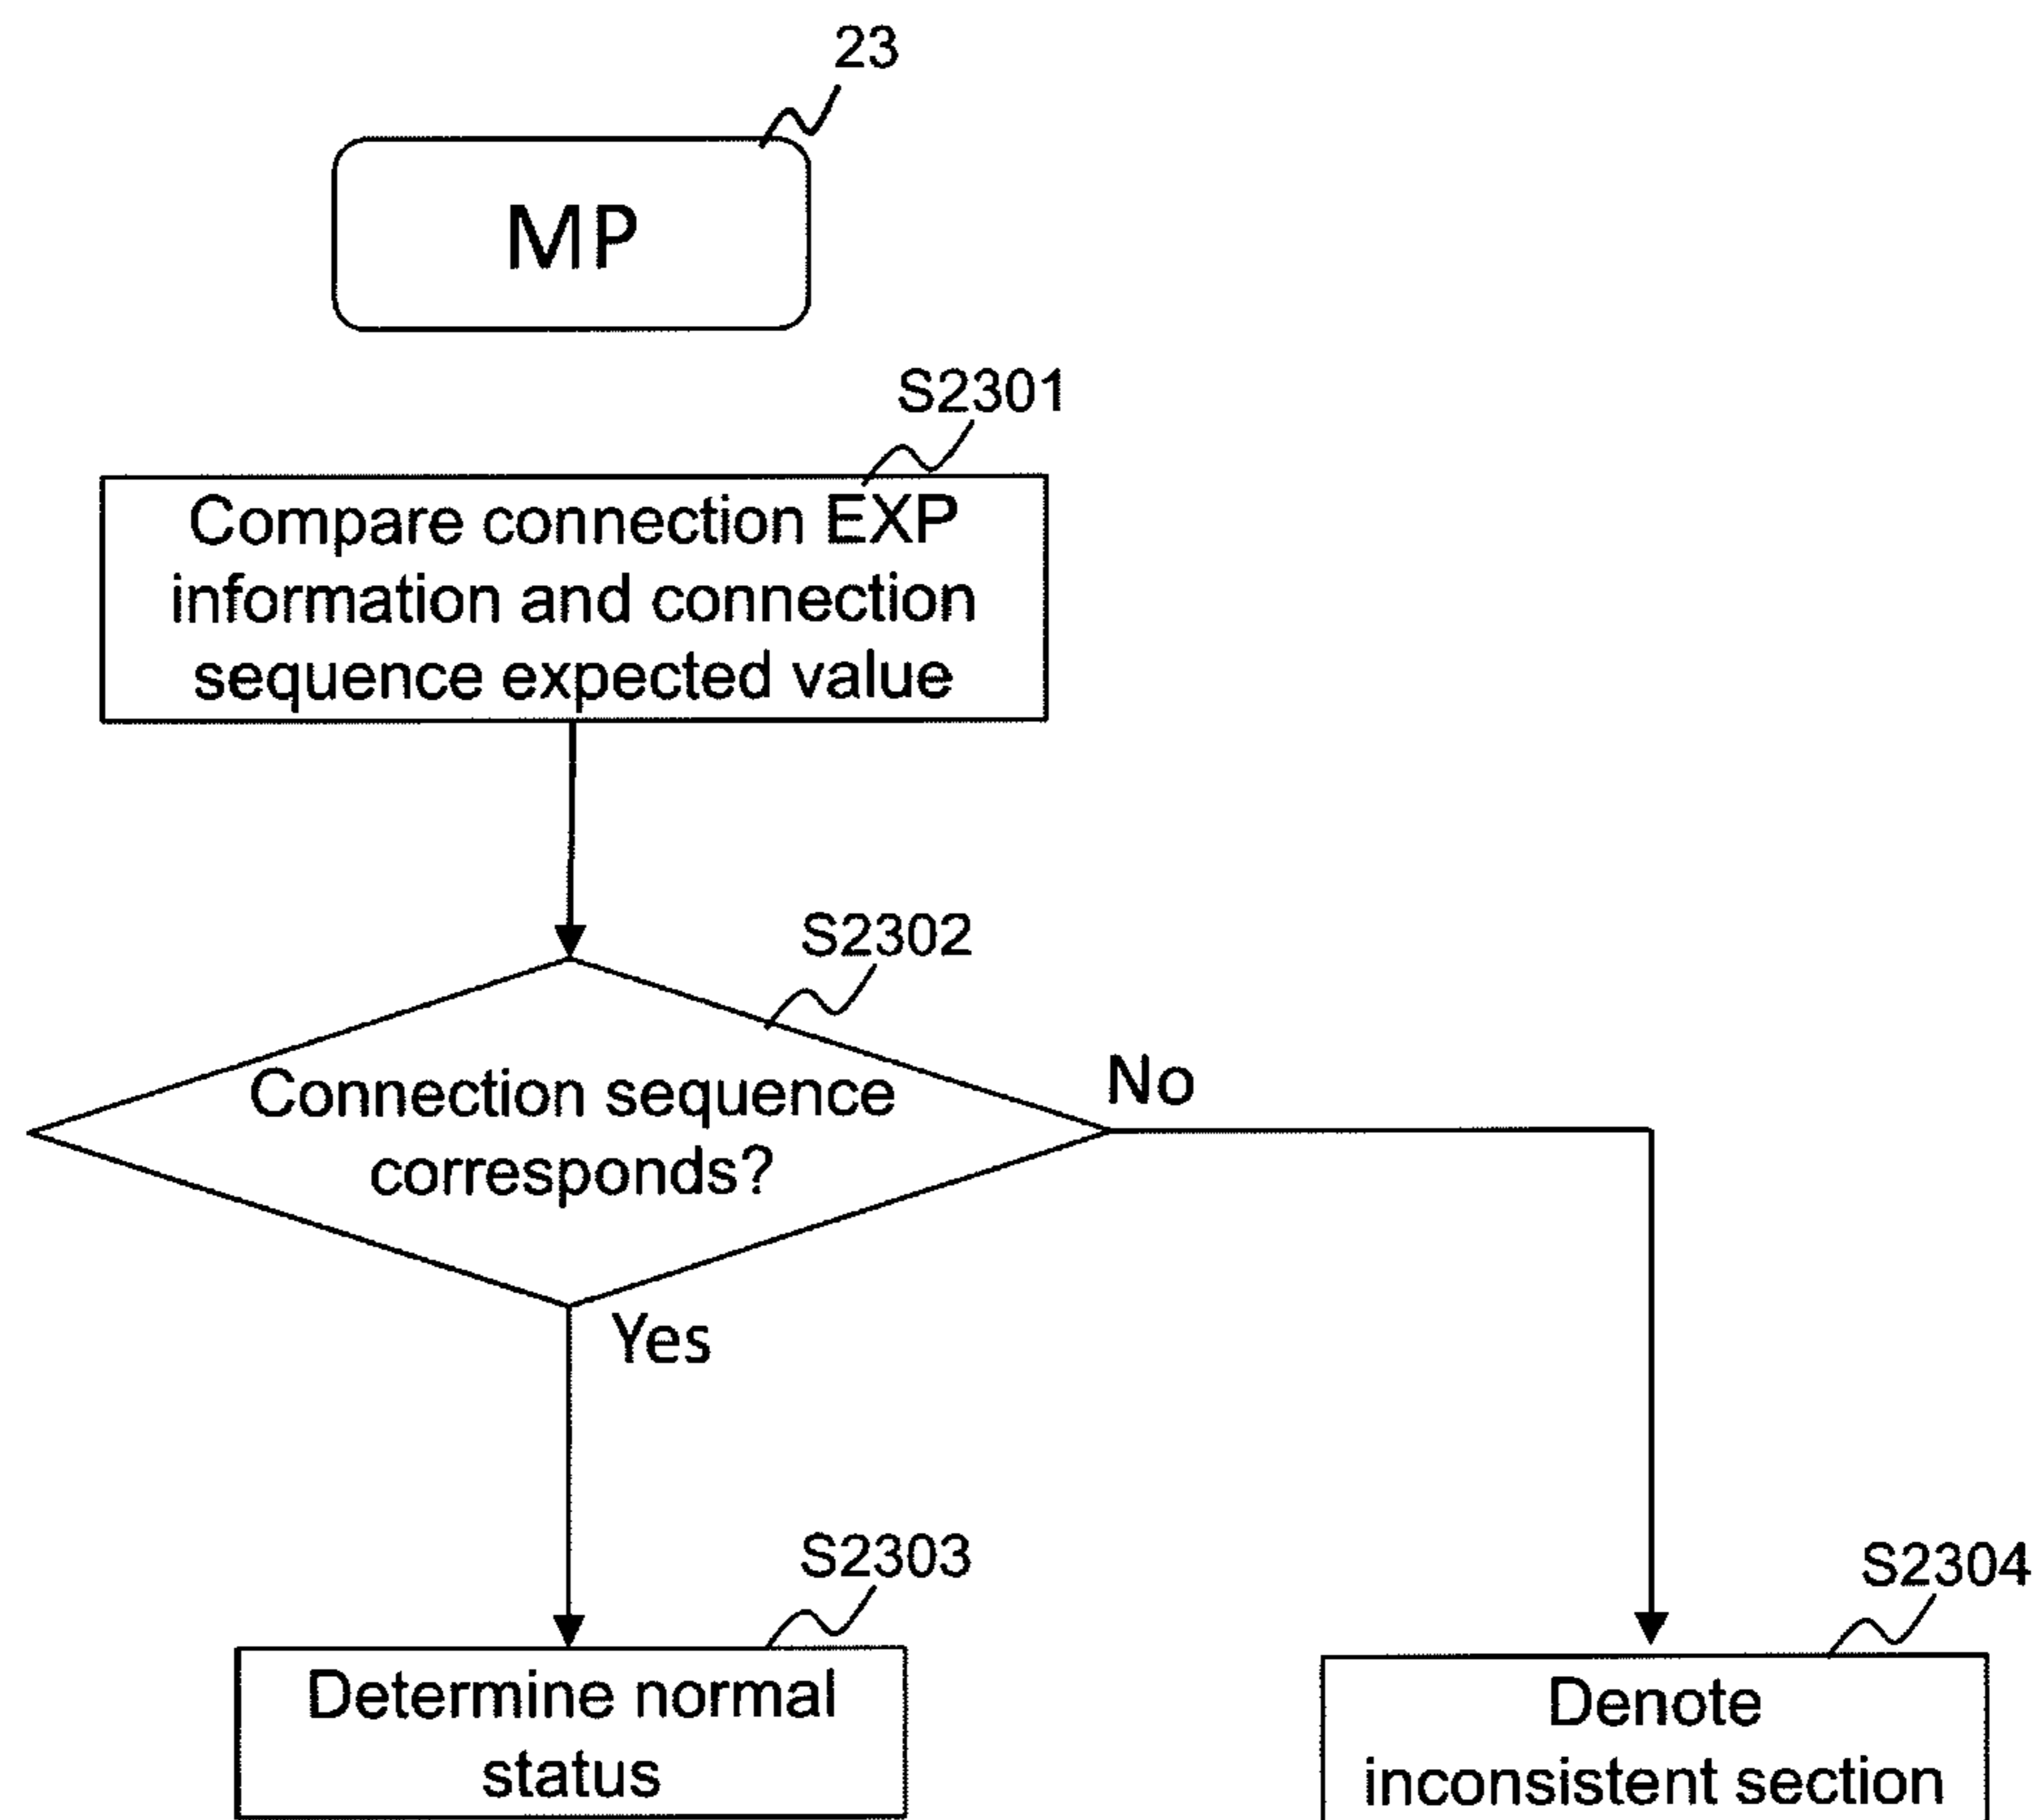 23
MP
S2301
Compare connection EXP
information and connection
sequence expected value
S2302
Connection sequence
corresponds?
No
Yes
S2303
Determine normal
status
S2304
Denote
inconsistent section